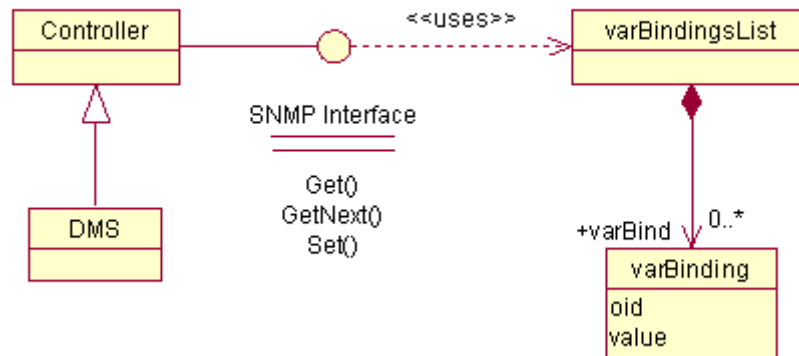 Controller
<<uses>>
varBindingsList
SNMP Interface
Get()
GetNext()
Set()
DMS
+varBind
0..*
varBinding
oid
value